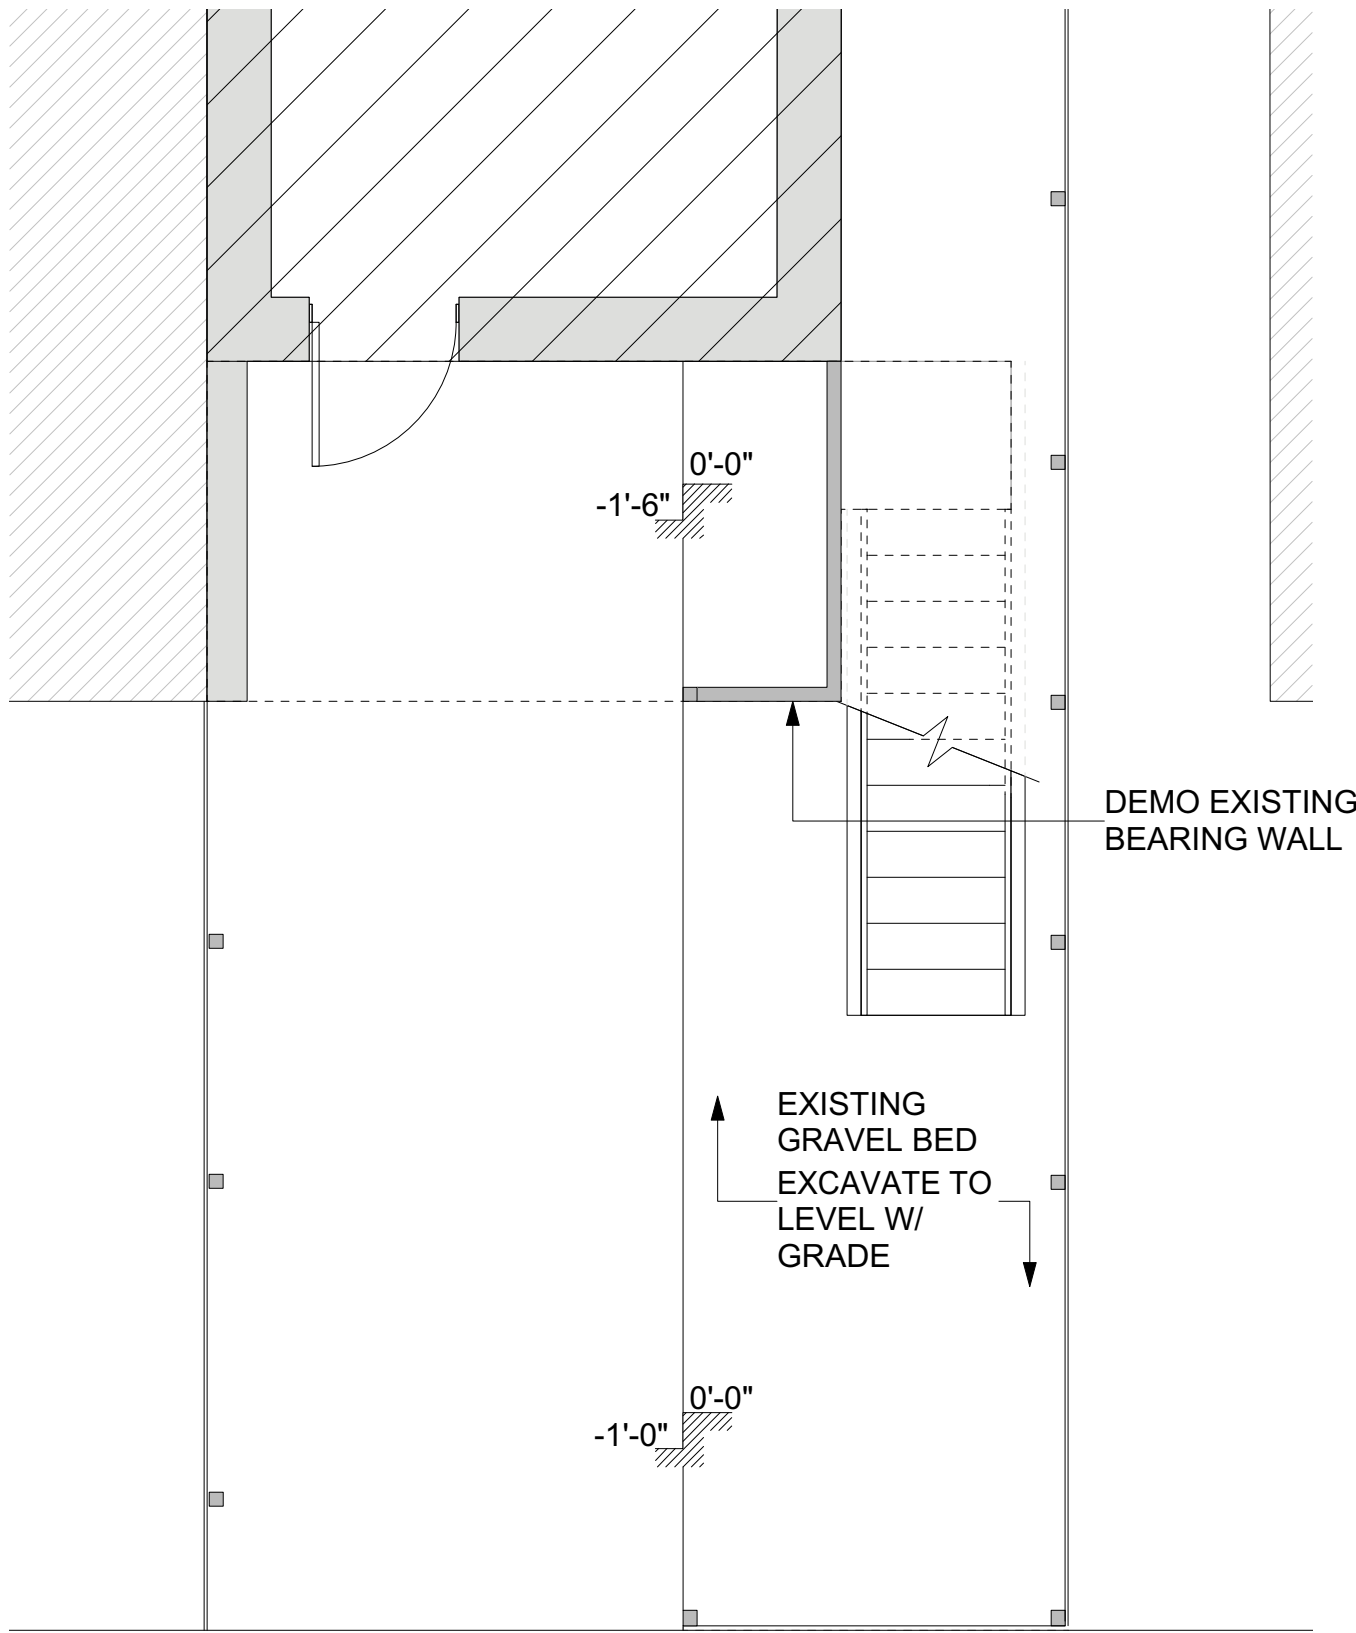 0'-0"
-1'-6"
DEMO EXISTING
BEARING WALL
EXISTING
GRAVEL BED
EXCAVATE TO
LEVEL W/
GRADE
0'-0"
-1'-0"